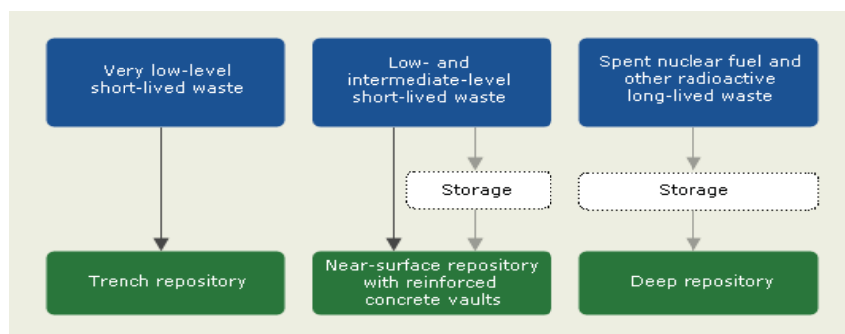 Very low-level
short-lived waste
Low- and
intermediate-level
short-lived waste
Spent nuclear fuel and
other radioactive
long-lived waste
Storage
Storage
Trench repository
Near-surface repository
with reinforced
concrete vaults
Deep repository